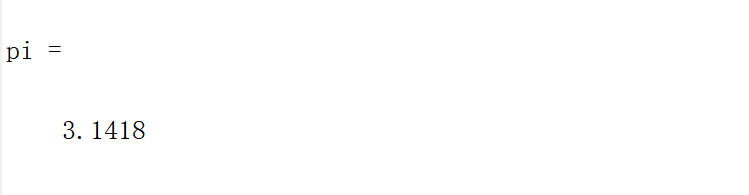 pi =
3.1418